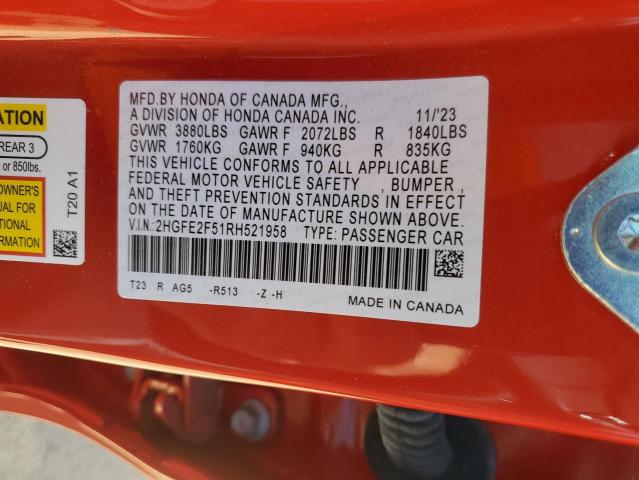 ATION
REAR 3
or 850lbs.
OWNER'S
UAL FOR
TIONAL
FORMATION
T20 A1
MFD.BY HONDA OF CANADA MFG.,
A DIVISION OF HONDA CANADA INC. 11/'23
GVWR 3880LBS GAWR F 2072LBS R 1840LBS
GVWR 1760KG GAWR F 940KG R 835KG
THIS VEHICLE CONFORMS TO ALL APPLICABLE
FEDERAL MOTOR VEHICLE SAFETY , BUMPER ,
AND THEFT PREVENTION STANDARDS IN EFFECT
ON THE DATE OF MANUFACTURE SHOWN ABOVE.
V.I.N.:2HGFE2F51RH521958 TYPE: PASSENGER CAR
T23 R AG5 -R513 -Z -H
MADE IN CANADA